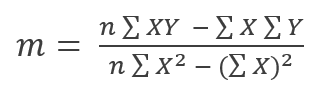 m = (n ∑ XY − ∑ X ∑ Y) / (n ∑ X² − (∑ X)²)